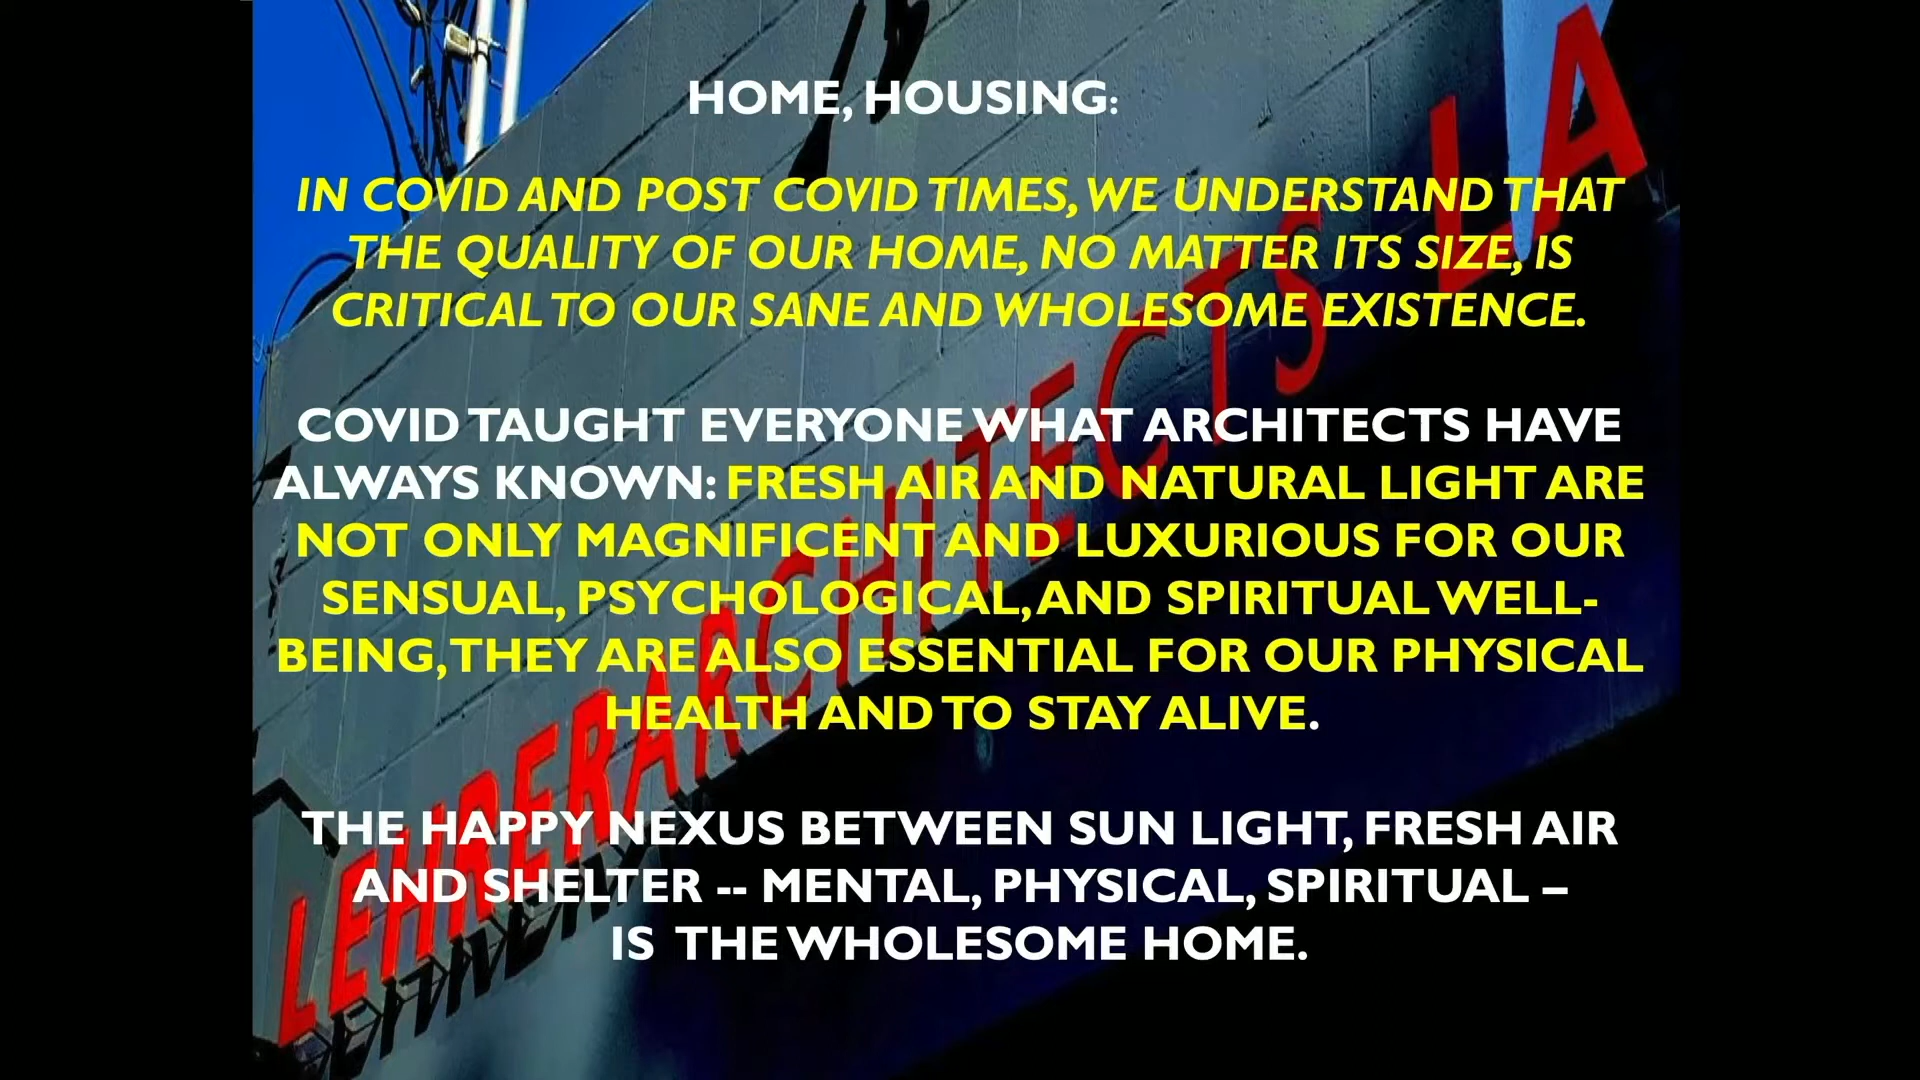 HOME, HOUSING:
IN COVID AND POST COVID TIMES, WE UNDERSTAND THAT
THE QUALITY OF OUR HOME, NO MATTER ITS SIZE, IS
CRITICAL TO OUR SANE AND WHOLESOME EXISTENCE.
COVID TAUGHT EVERYONE WHAT ARCHITECTS HAVE
ALWAYS KNOWN: FRESH AIR AND NATURAL LIGHT ARE
NOT ONLY MAGNIFICENT AND LUXURIOUS FOR OUR
SENSUAL, PSYCHOLOGICAL, AND SPIRITUAL WELL-
BEING, THEY ARE ALSO ESSENTIAL FOR OUR PHYSICAL
HEALTH AND TO STAY ALIVE.
THE HAPPY NEXUS BETWEEN SUN LIGHT, FRESH AIR
AND SHELTER -- MENTAL, PHYSICAL, SPIRITUAL –
IS THE WHOLESOME HOME.
LEHRERARCHITECTS LA